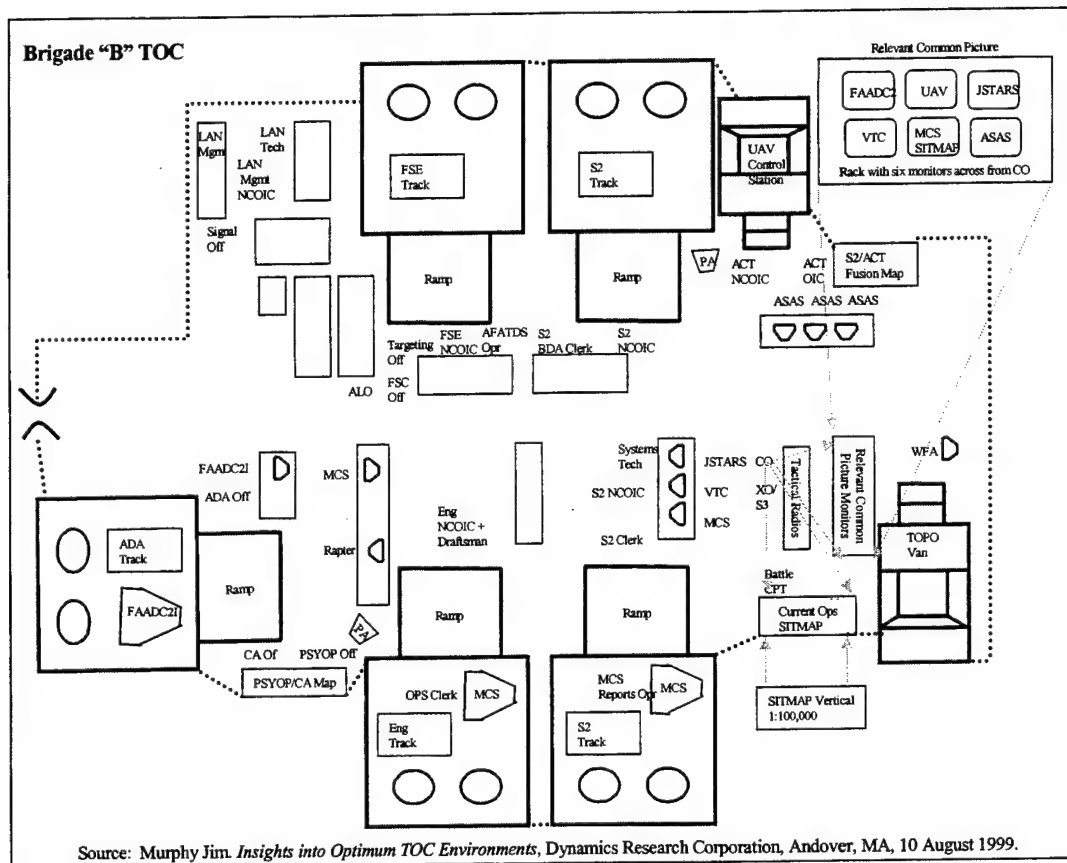 Brigade “B” TOC
Relevant Common Picture
FAADC2
UAV
JSTARS
VTC
MCS
SITMAP
ASAS
Rack with six monitors across from CO
LAN
Mgm
LAN
Tech
LAN
Mgmt
NCOIC
Signal Off
FSE
Track
S2
Track
UAV
Control
Station
Ramp
Ramp
PA
ACT
NCOIC
ACT
OIC
S2/ACT
Fusion Map
ASAS ASAS ASAS
Targeting
Off
FSE
NCOIC
AFATDS
Opr
S2
BDA Clerk
S2
NCOIC
ALO
FSC
Off
FAADC2I
ADA Off
MCS
Rapter
Eng
NCOIC +
Draftsman
Systems
Tech
S2 NCOIC
S2 Clerk
JSTARS
VTC
MCS
CO
XO/
S3
Tactical Radios
Relevant Common
Picture Monitors
WFA
TOPO
Van
ADA
Track
FAADC2I
Ramp
Ramp
Ramp
Battle
CPT
Current Ops
SITMAP
PA
CA Of
PSYOP Off
PSYOP/CA Map
OPS Clerk
MCS
Eng
Track
MCS
Reports Opr
MCS
S2
Track
SITMAP Vertical
1:100,000
Source: Murphy Jim. Insights into Optimum TOC Environments, Dynamics Research Corporation, Andover, MA, 10 August 1999.